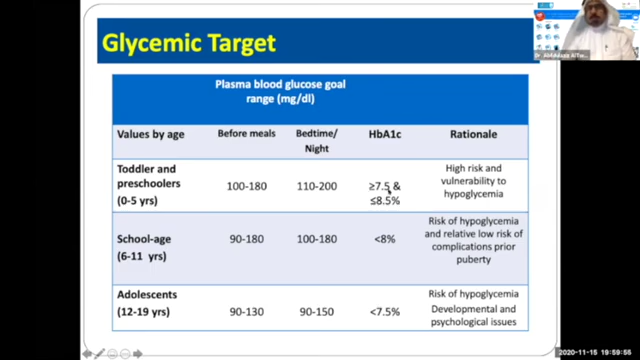 Glycemic Target
Plasma blood glucose goal
range (mg/dl)
Values by age Before meals Bedtime/
Night HbA1c Rationale
Toddler and
preschoolers
(0-5 yrs) 100-180 110-200 ≥7.5 &
≤8.5% High risk and
vulnerability to
hypoglycemia
School-age
(6-11 yrs) 90-180 100-180 <8% Risk of hypoglycemia
and relative low risk of
complications prior
puberty
Adolescents
(12-19 yrs) 90-130 90-150 <7.5% Risk of hypoglycemia
Developmental and
psychological issues
2020-11-15 19:59:55